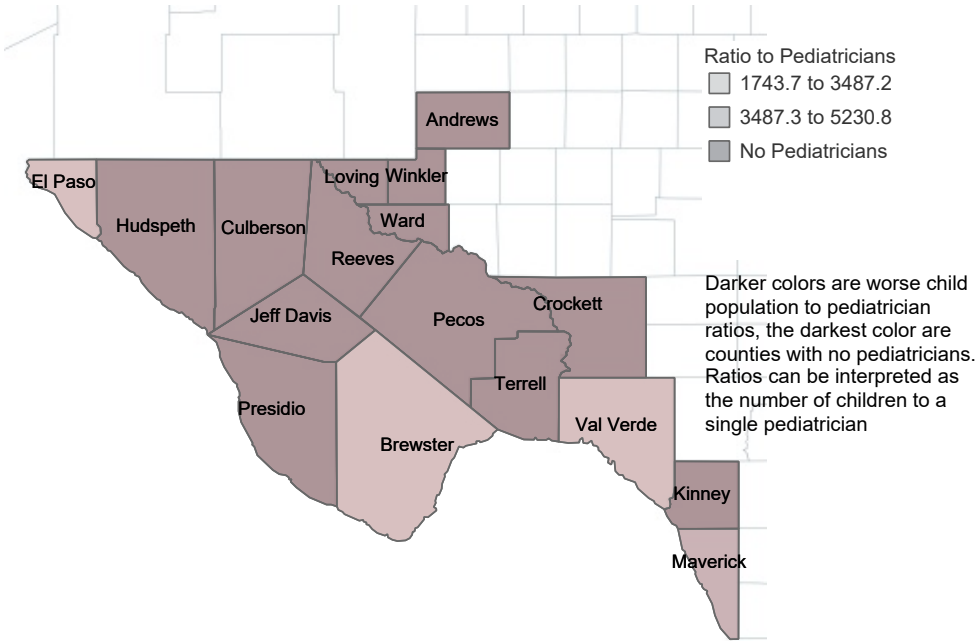 Ratio to Pediatricians
1743.7 to 3487.2
3487.3 to 5230.8
No Pediatricians
Andrews
El Paso
Loving
Winkler
Hudspeth
Culberson
Ward
Reeves
Jeff Davis
Pecos
Crockett
Terrell
Presidio
Brewster
Val Verde
Kinney
Maverick
Darker colors are worse child
population to pediatrician
ratios, the darkest color are
counties with no pediatricians.
Ratios can be interpreted as
the number of children to a
single pediatrician